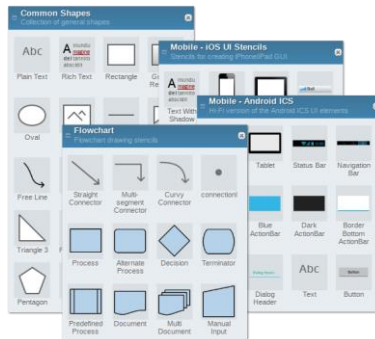 Common Shapes
Collection of general shapes
Abc
Plain Text
Rich Text
Rectangle
Oval
Free Line
Triangle 3
Pentagon
Mobile - iOS UI Stencils
Stencils for creating iPhone/iPad GUI
Text With
Shadow
Mobile - Android ICS
Hi-Fi version of the Android ICS UI elements
Tablet
Status Bar
Navigation
Bar
Blue
ActionBar
Dark
ActionBar
Border
Bottom
ActionBar
Dialog
Header
Abc
Text
Button
Button
Flowchart
Flowchart drawing stencils
Straight
Connector
Multi-
segment
Connector
Curvy
Connector
connection!
Process
Alternate
Process
Decision
Terminator
Predefined
Process
Document
Multi
Document
Manual
Input